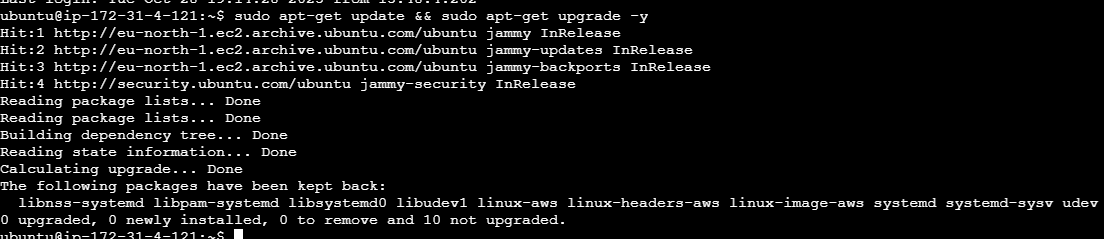 ubuntu@ip-172-31-4-121:~$ sudo apt-get update && sudo apt-get upgrade -y
Hit:1 http://eu-north-1.ec2.archive.ubuntu.com/ubuntu jammy InRelease
Hit:2 http://eu-north-1.ec2.archive.ubuntu.com/ubuntu jammy-updates InRelease
Hit:3 http://eu-north-1.ec2.archive.ubuntu.com/ubuntu jammy-backports InRelease
Hit:4 http://security.ubuntu.com/ubuntu jammy-security InRelease
Reading package lists... Done
Reading package lists... Done
Building dependency tree... Done
Reading state information... Done
Calculating upgrade... Done
The following packages have been kept back:
  libnss-systemd libpam-systemd libsystemd0 libudev1 linux-aws linux-headers-aws linux-image-aws systemd systemd-sysv udev
0 upgraded, 0 newly installed, 0 to remove and 10 not upgraded.
ubuntu@ip-172-31-4-121:~$